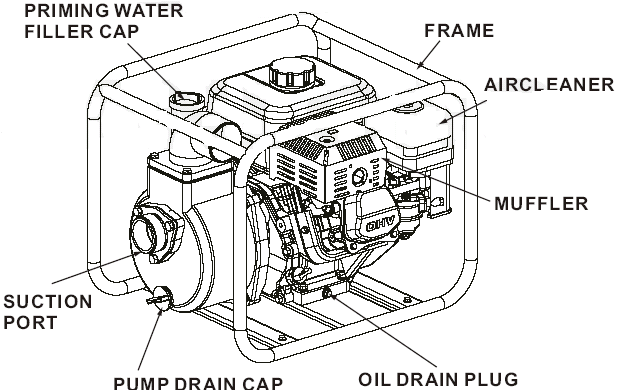 PRIMING WATER
FILLER CAP
FRAME
AIRCLEANER
MUFFLER
OHV
SUCTION
PORT
PUMP DRAIN CAP
OIL DRAIN PLUG